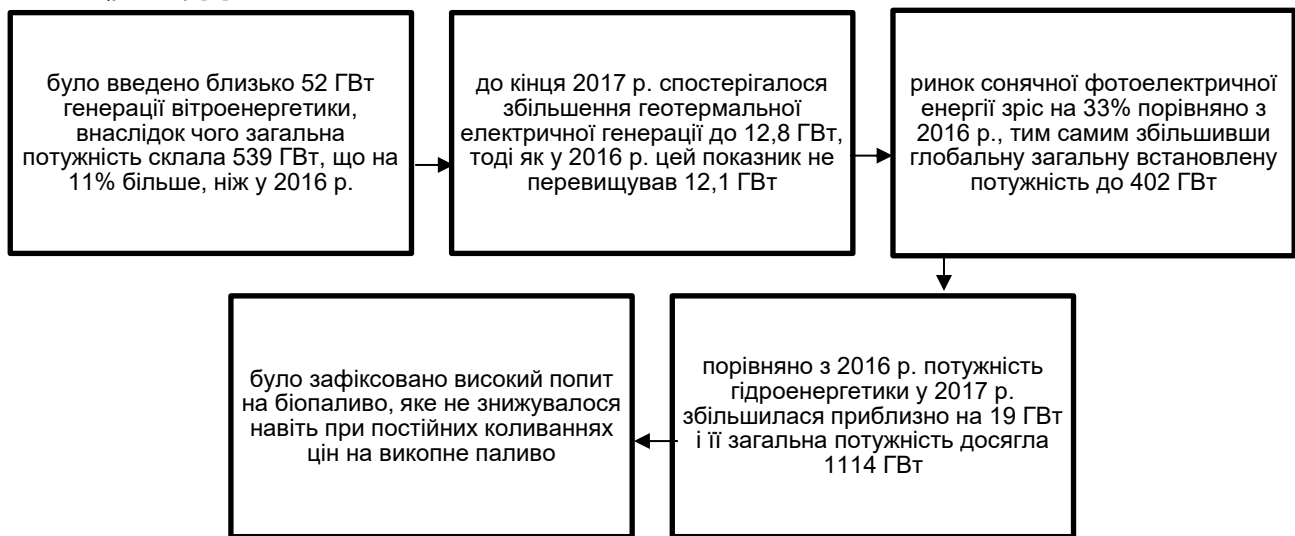 було введено близько 52 ГВт
генерації вітроенергетики,
внаслідок чого загальна
потужність склала 539 ГВт, що на
11% більше, ніж у 2016 р.
до кінця 2017 р. спостерігалося
збільшення геотермальної
електричної генерації до 12,8 ГВт,
тоді як у 2016 р. цей показник не
перевищував 12,1 ГВт
ринок сонячної фотоелектричної
енергії зріс на 33% порівняно з
2016 р., тим самим збільшивши
глобальну загальну встановлену
потужність до 402 ГВт
порівняно з 2016 р. потужність
гідроенергетики у 2017 р.
збільшилася приблизно на 19 ГВт
і її загальна потужність досягла
1114 ГВт
було зафіксовано високий попит
на біопаливо, яке не знижувалося
навіть при постійних коливаннях
цін на викопне паливо